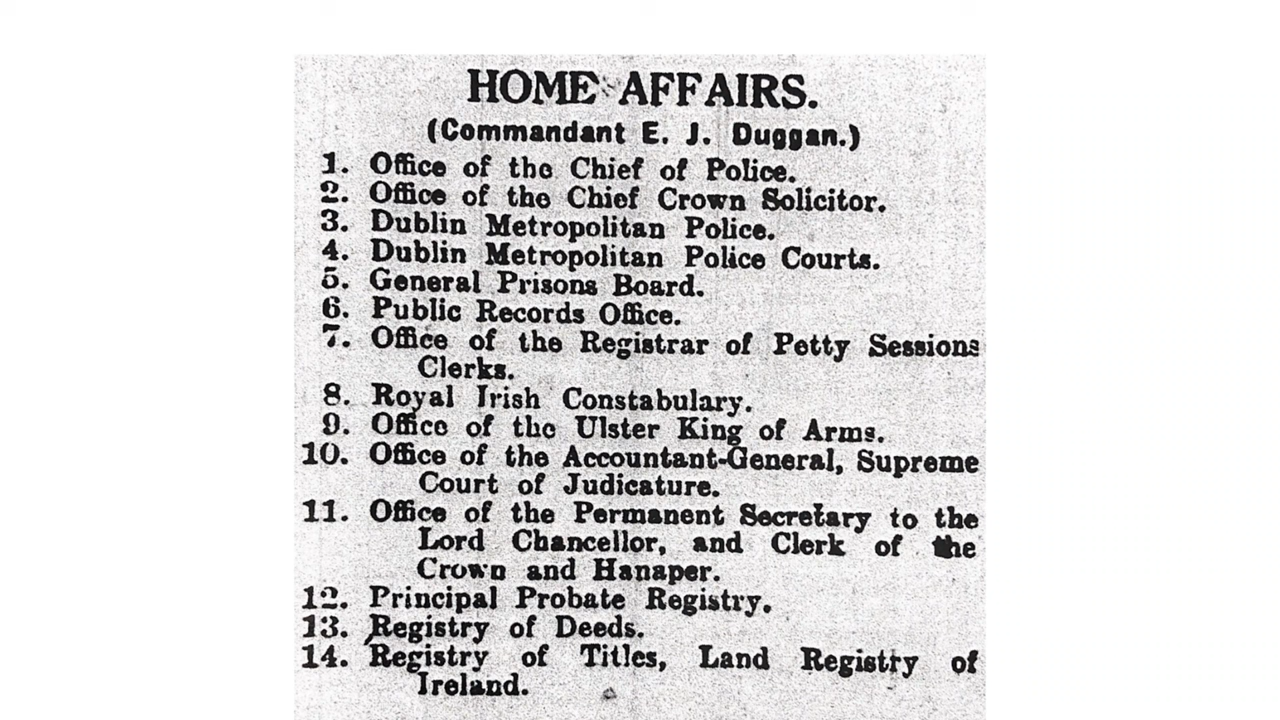 HOME AFFAIRS.
(Commandant E. J. Duggan.)
1. Office of the Chief of Police.
2. Office of the Chief Crown Solicitor.
3. Dublin Metropolitan Police.
4. Dublin Metropolitan Police Courts.
5. General Prisons Board.
6. Public Records Office.
7. Office of the Registrar of Petty Sessions
Clerks.
8. Royal Irish Constabulary.
9. Office of the Ulster King of Arms.
10. Office of the Accountant-General, Supreme
Court of Judicature.
11. Office of the Permanent Secretary to the
Lord Chancellor, and Clerk of the
Crown and Hanaper.
12. Principal Probate Registry.
13. Registry of Deeds.
14. Registry of Titles, Land Registry of
Ireland.